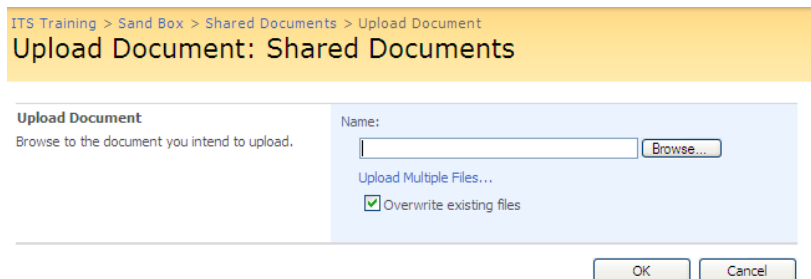 ITS Training > Sand Box > Shared Documents > Upload Document
Upload Document: Shared Documents
Upload Document
Browse to the document you intend to upload.
Name:
Browse...
Upload Multiple Files...
Overwrite existing files
OK Cancel